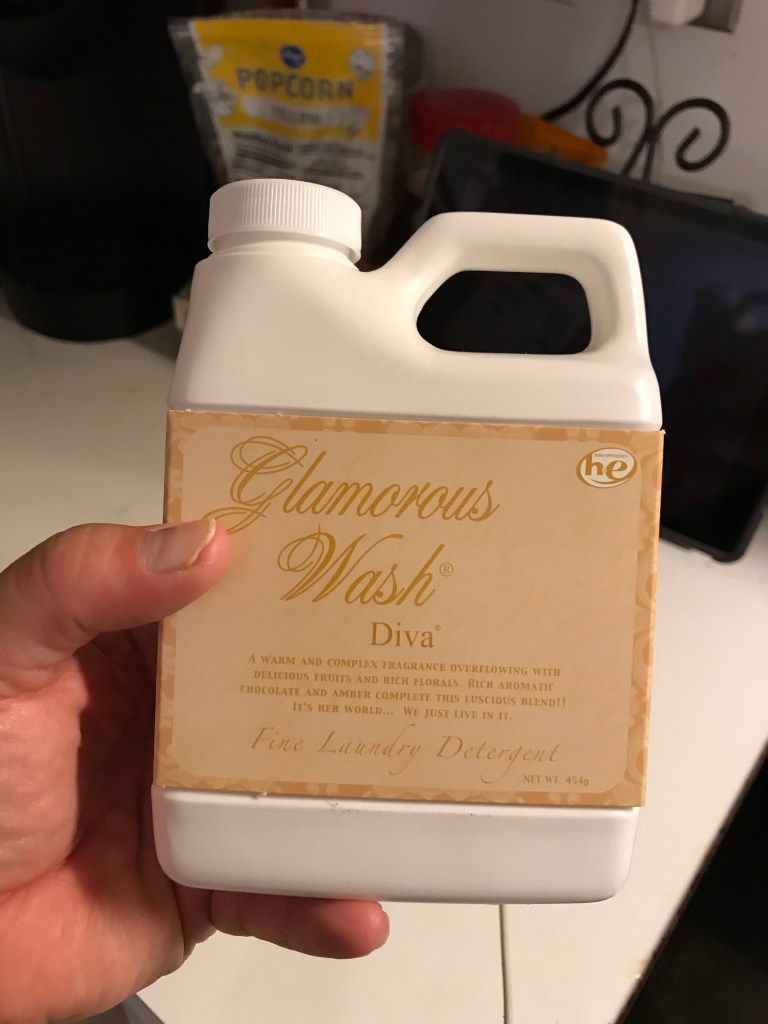 POPCORN
YELLOW
Glamorous
he
Wash®
Diva®
A WARM AND COMPLEX FRAGRANCE OVERFLOWING WITH
DELICIOUS FRUITS AND RICH FLORALS. RICH AROMATIC
CHOCOLATE AND AMBER COMPLETE THIS LUSCIOUS BLEND!!
IT'S HER WORLD... WE JUST LIVE IN IT.
Fine Laundry Detergent
NET WT. 454g